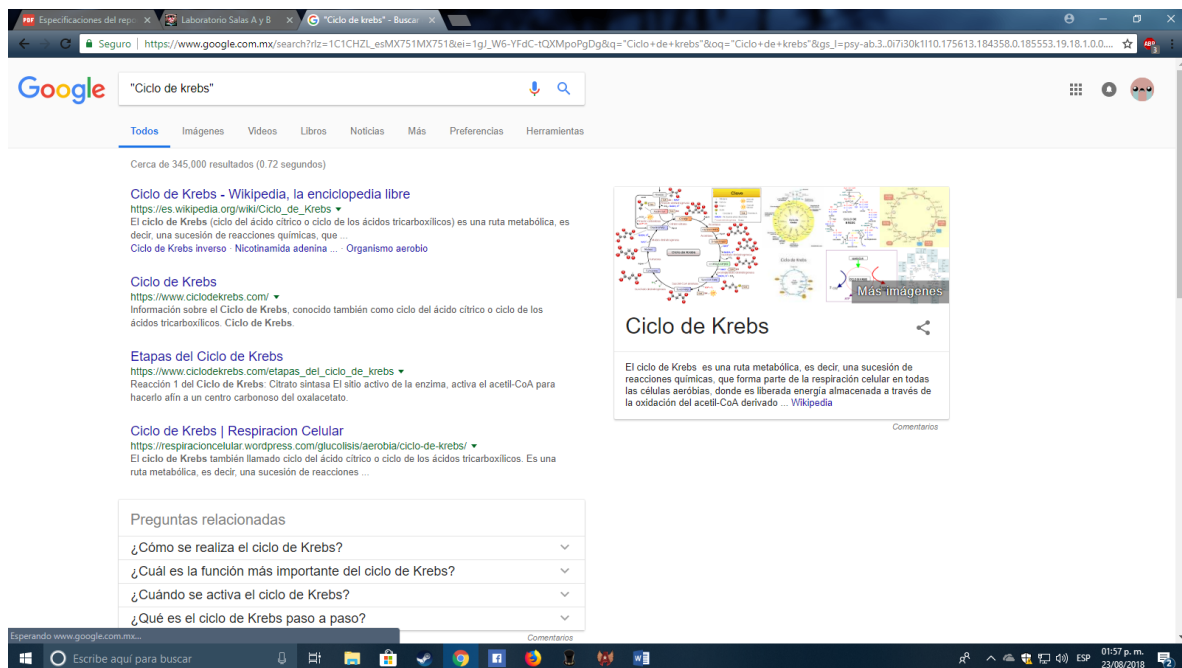 Especificaciones del repo
Laboratorio Salas A y B
"Ciclo de krebs" - Buscar
Seguro | https://www.google.com.mx/search?rlz=1C1CHZL_esMX751MX751&ei=1gJ_W6-YFdC-tQXMpoPgDg&q="Ciclo+de+krebs"&oq="Ciclo+de+krebs"&gs_l=psy-ab.3..0i7i30k1l10.175613.184358.0.185553.19.18.1.0.0....
Google
"Ciclo de krebs"
Todos Imágenes Videos Libros Noticias Más Preferencias Herramientas
Cerca de 345,000 resultados (0.72 segundos)
Ciclo de Krebs - Wikipedia, la enciclopedia libre
https://es.wikipedia.org/wiki/Ciclo_de_Krebs
El ciclo de Krebs (ciclo del ácido cítrico o ciclo de los ácidos tricarboxílicos) es una ruta metabólica, es
decir, una sucesión de reacciones químicas, que ...
Ciclo de Krebs inverso · Nicotinamida adenina ... · Organismo aerobio
Ciclo de Krebs
https://www.ciclodekrebs.com/
Información sobre el Ciclo de Krebs, conocido también como ciclo del ácido cítrico o ciclo de los
ácidos tricarboxílicos. Ciclo de Krebs.
Etapas del Ciclo de Krebs
https://www.ciclodekrebs.com/etapas_del_ciclo_de_krebs
Reacción 1 del Ciclo de Krebs: Citrato sintasa El sitio activo de la enzima, activa el acetil-CoA para
hacerlo afín a un centro carbonoso del oxalacetato.
Ciclo de Krebs | Respiracion Celular
https://respiracioncelular.wordpress.com/glucolisis/aerobia/ciclo-de-krebs/
El ciclo de Krebs también llamado ciclo del ácido cítrico o ciclo de los ácidos tricarboxílicos. Es una
ruta metabólica, es decir, una sucesión de reacciones ...
Preguntas relacionadas
¿Cómo se realiza el ciclo de Krebs?
¿Cuál es la función más importante del ciclo de Krebs?
¿Cuándo se activa el ciclo de Krebs?
¿Qué es el ciclo de Krebs paso a paso?
Comentarios
Más imágenes
Ciclo de Krebs
El ciclo de Krebs es una ruta metabólica, es decir, una sucesión de
reacciones químicas, que forma parte de la respiración celular en todas
las células aerobias, donde es liberada energía almacenada a través de
la oxidación del acetil-CoA derivado ... Wikipedia
Comentarios
Esperando www.google.com.mx...
Escribe aquí para buscar
ESP
01:57 p. m.
23/08/2018